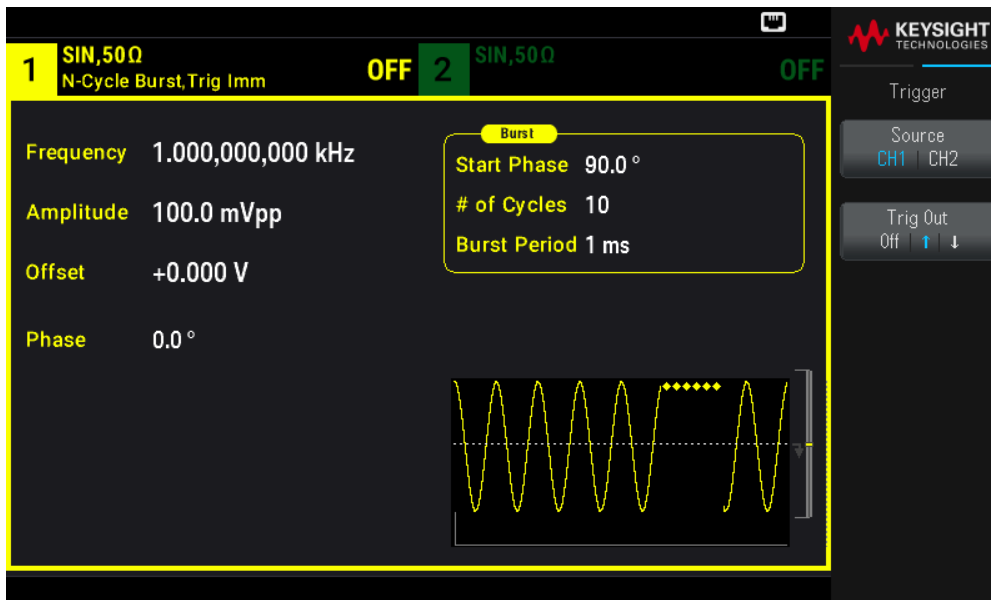 KEYSIGHT
TECHNOLOGIES
1 SIN,50Ω OFF
N-Cycle Burst,Trig Imm
2 SIN,50Ω OFF
Trigger
Frequency 1.000,000,000 kHz
Amplitude 100.0 mVpp
Offset +0.000 V
Phase 0.0 °
Burst
Start Phase 90.0 °
# of Cycles 10
Burst Period 1 ms
Source
CH1 | CH2
Trig Out
Off | ↑ | ↓